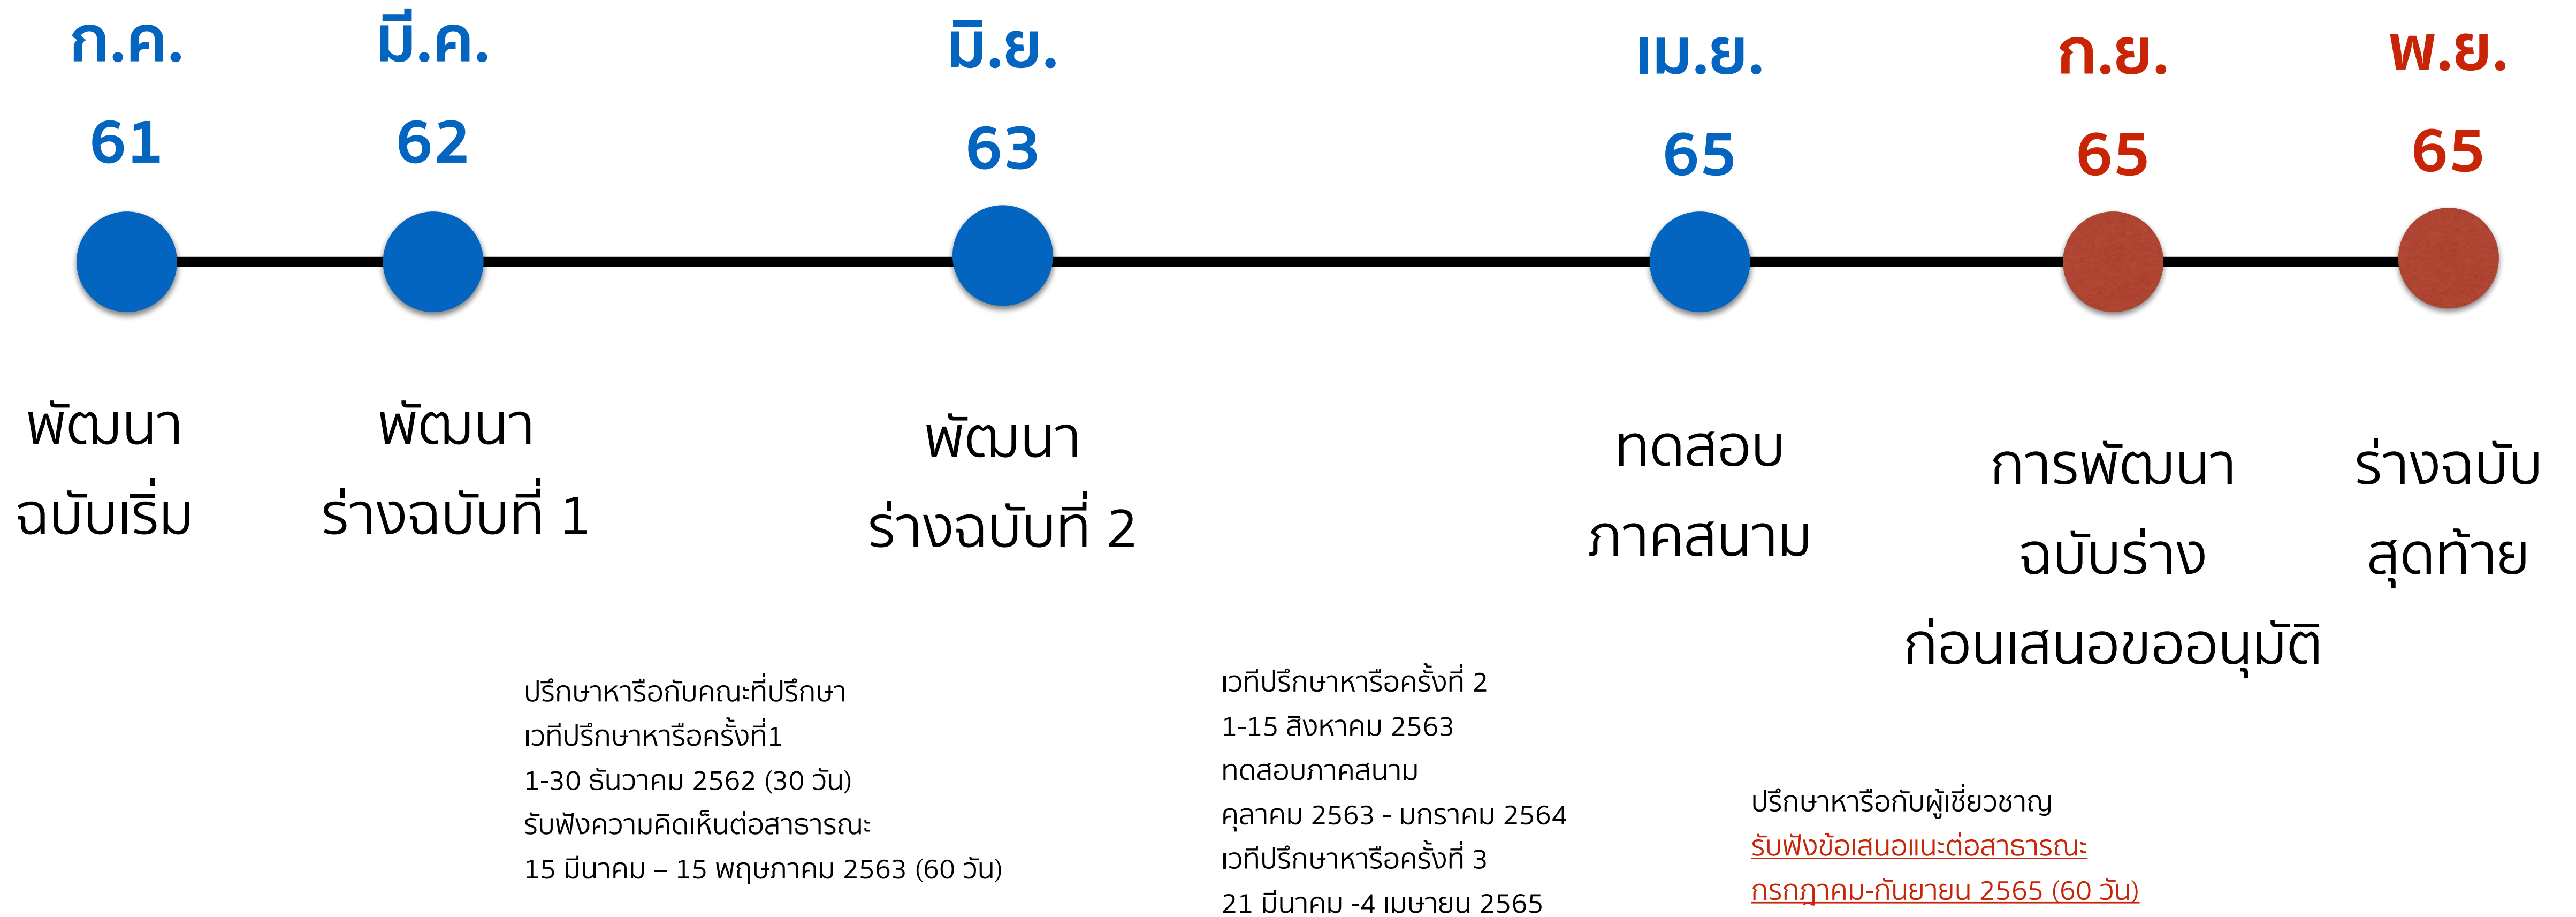 ก.ค.
61
มี.ค.
62
มิ.ย.
63
เม.ย.
65
ก.ย.
65
พ.ย.
65
พัฒนา
ฉบับเริ่ม
พัฒนา
ร่างฉบับที่ 1
พัฒนา
ร่างฉบับที่ 2
ทดสอบ
ภาคสนาม
การพัฒนา
ฉบับร่าง
ก่อนเสนอขออนุมัติ
ร่างฉบับ
สุดท้าย
ปรึกษาหารือกับคณะที่ปรึกษา
เวทีปรึกษาหารือครั้งที่1
1-30 ธันวาคม 2562 (30 วัน)
รับฟังความคิดเห็นต่อสาธารณะ
15 มีนาคม – 15 พฤษภาคม 2563 (60 วัน)
เวทีปรึกษาหารือครั้งที่ 2
1-15 สิงหาคม 2563
ทดสอบภาคสนาม
คุลาคม 2563 - มกราคม 2564
เวทีปรึกษาหารือครั้งที่ 3
21 มีนาคม -4 เมษายน 2565
ปรึกษาหารือกับผู้เชี่ยวชาญ
รับฟังข้อเสนอแนะต่อสาธารณะ
กรกฎาคม-กันยายน 2565 (60 วัน)